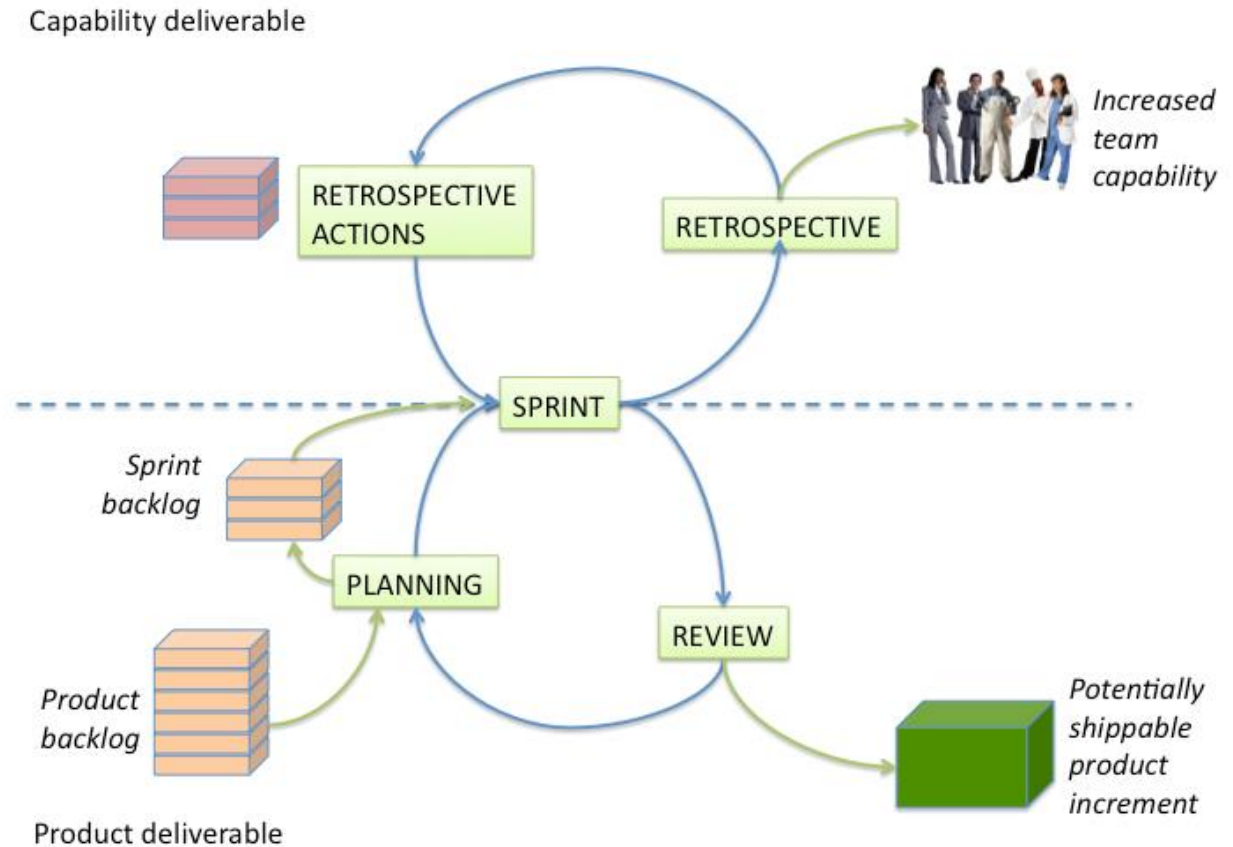 Capability deliverable
Increased
team
capability
RETROSPECTIVE
ACTIONS
RETROSPECTIVE
SPRINT
Sprint
backlog
PLANNING
REVIEW
Product
backlog
Potentially
shippable
product
increment
Product deliverable